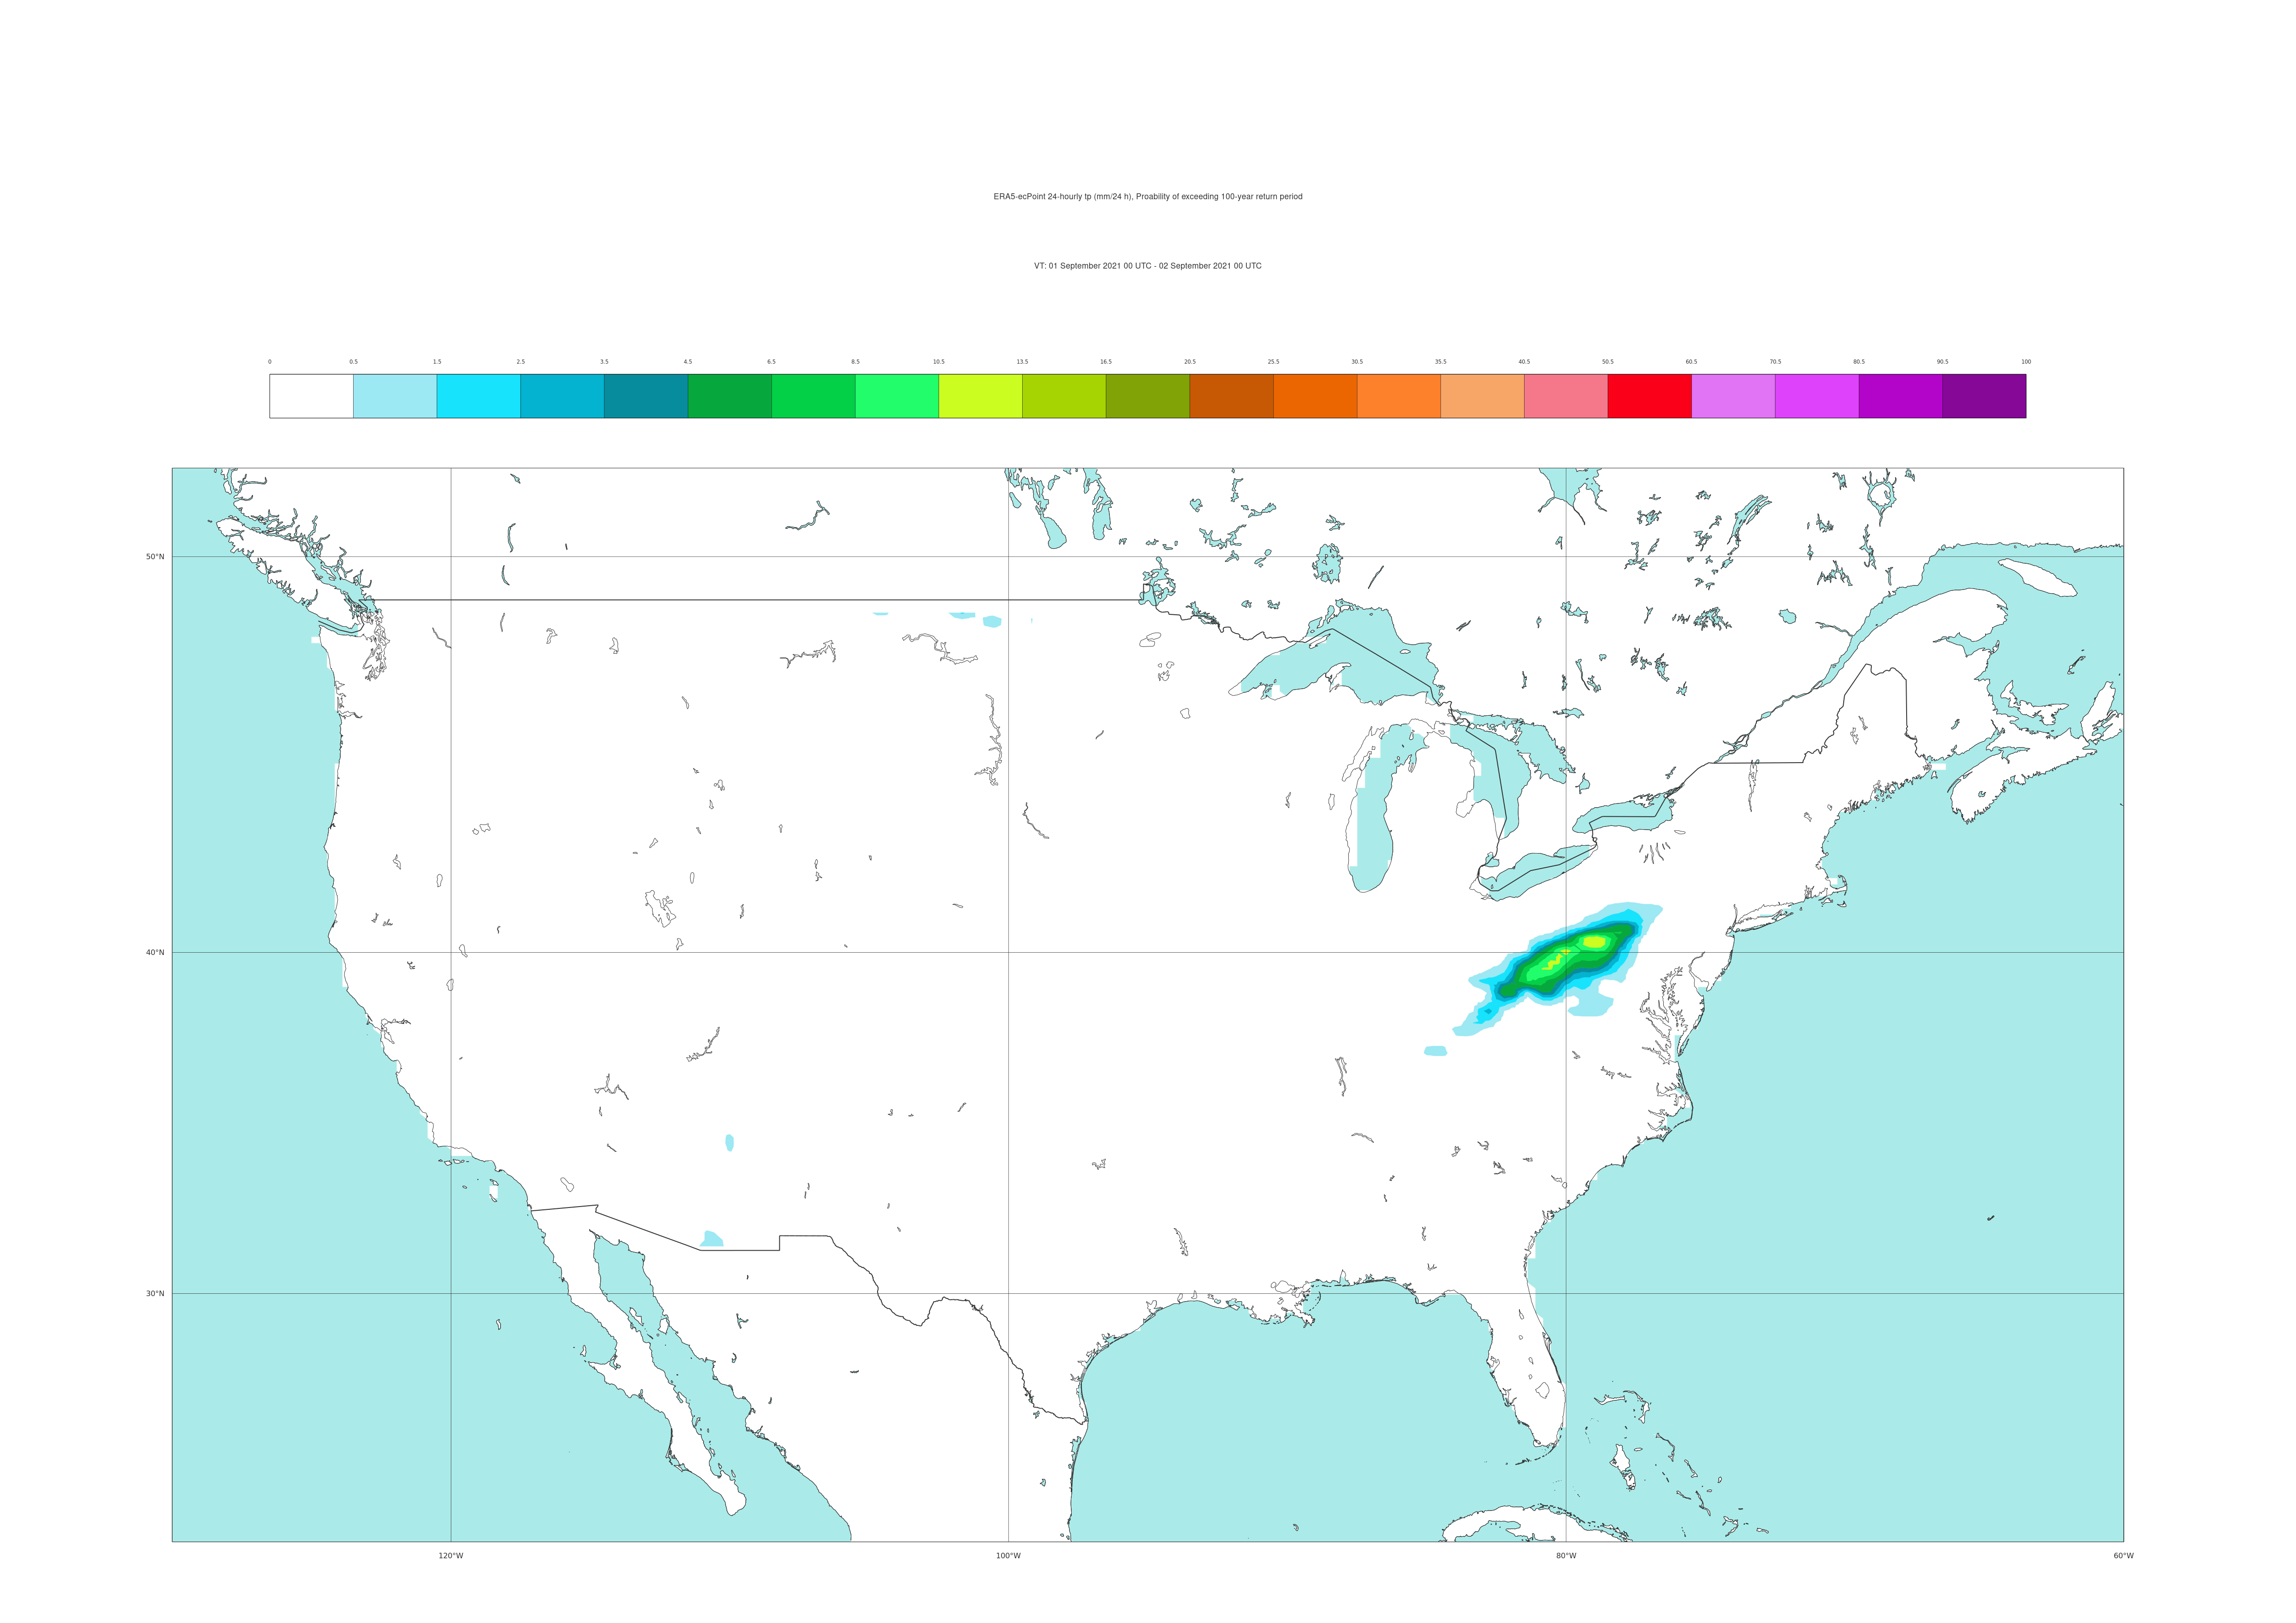 ERA5-ecPoint 24-hourly tp (mm/24 h), Proability of exceeding 100-year return period
VT: 01 September 2021 00 UTC - 02 September 2021 00 UTC
0 0.5 1.5 2.5 3.5 4.5 6.5 8.5 10.5 13.5 16.5 20.5 25.5 30.5 35.5 40.5 50.5 60.5 70.5 80.5 90.5 100
50°N
40°N
30°N
120°W 100°W 80°W 60°W